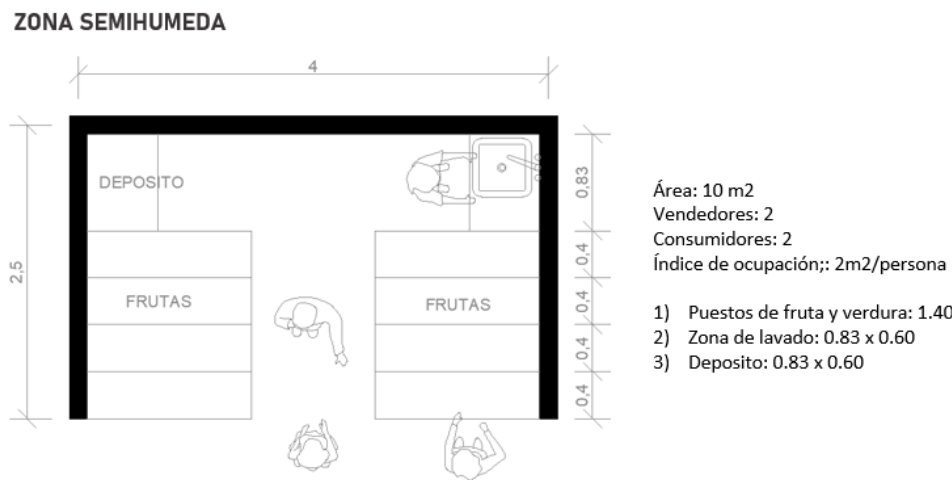 ZONA SEMIHUMEDA
4
DEPOSITO
0,83
2,5
FRUTAS
FRUTAS
0,4
0,4
0,4
0,4
Área: 10 m2
Vendedores: 2
Consumidores: 2
Índice de ocupación;: 2m2/persona
1) Puestos de fruta y verdura: 1.40
2) Zona de lavado: 0.83 x 0.60
3) Deposito: 0.83 x 0.60